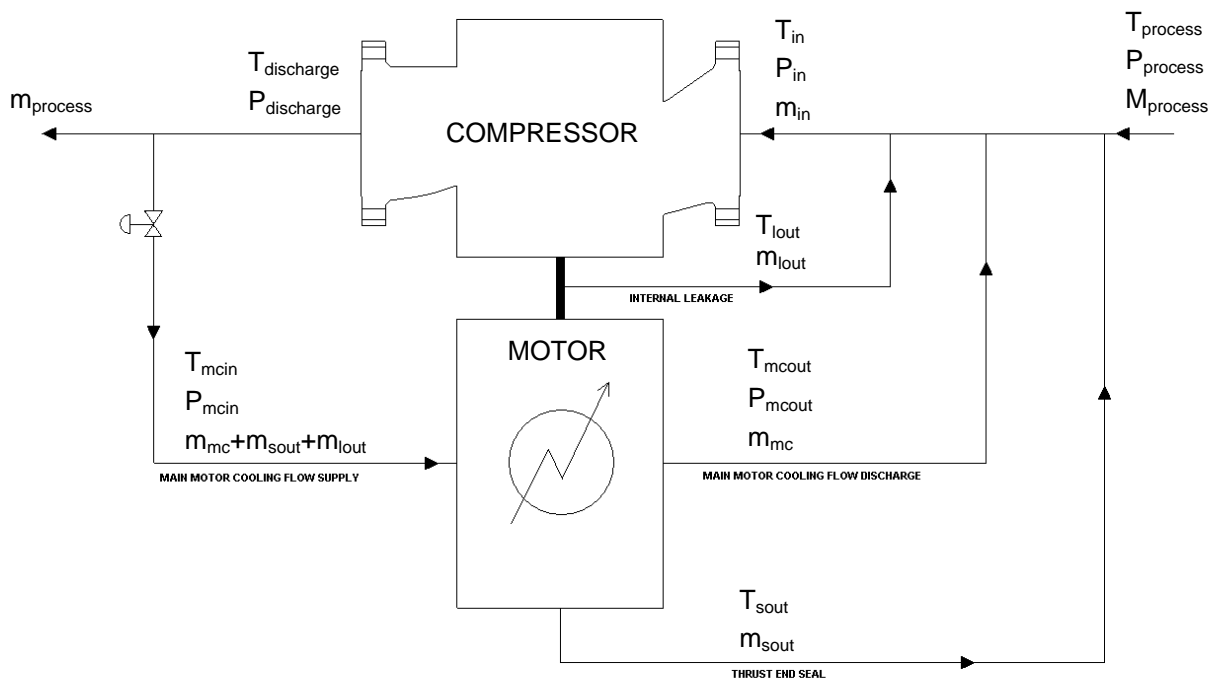 T_in
T_process
T_discharge
P_in
P_process
m_process
P_discharge
m_in
M_process
COMPRESSOR
T_lout
m_lout
INTERNAL LEAKAGE
MOTOR
T_mcin
T_mcout
P_mcin
P_mcout
m_mc+m_sout+m_lout
m_mc
MAIN MOTOR COOLING FLOW SUPPLY
MAIN MOTOR COOLING FLOW DISCHARGE
T_sout
m_sout
THRUST END SEAL